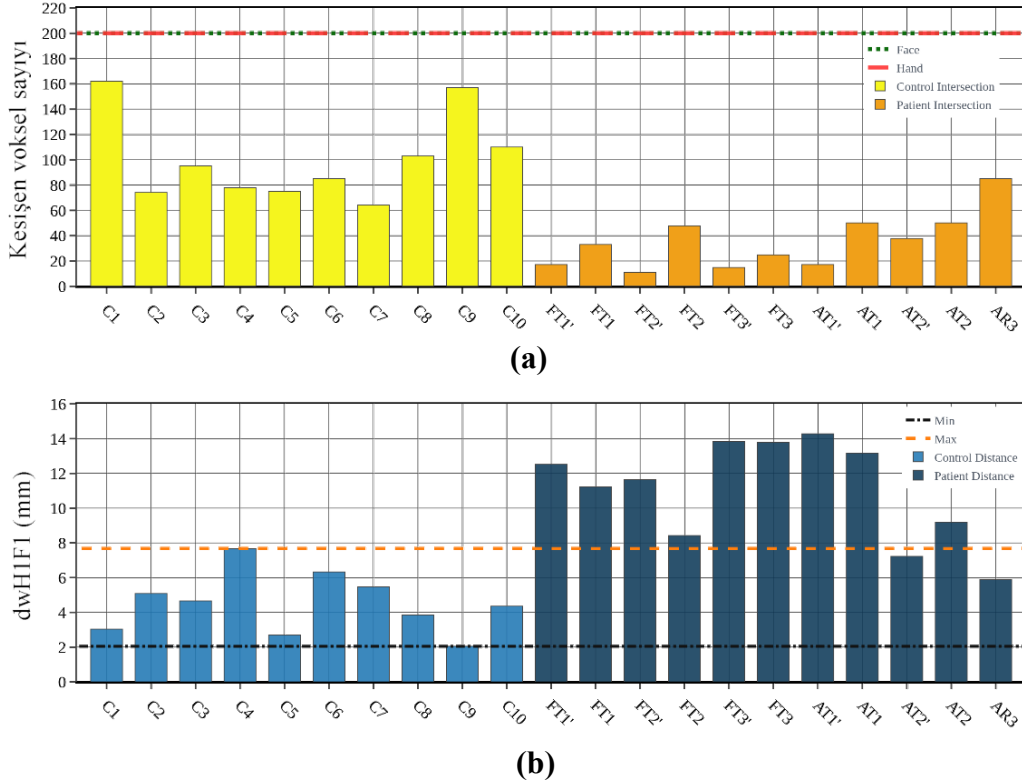 220
200
180
160
140
120
100
80
60
40
20
0
Kesişen voksel sayıyı
Face
Hand
Control Intersection
Patient Intersection
C1 C2 C3 C4 C5 C6 C7 C8 C9 C10 FT1' FT1 FT2' FT2 FT3' FT3 AT1' AT1 AT2' AT2 AR3
(a)
16
14
12
10
8
6
4
2
0
dwH1F1 (mm)
Min
Max
Control Distance
Patient Distance
C1 C2 C3 C4 C5 C6 C7 C8 C9 C10 FT1' FT1 FT2' FT2 FT3' FT3 AT1' AT1 AT2' AT2 AR3
(b)